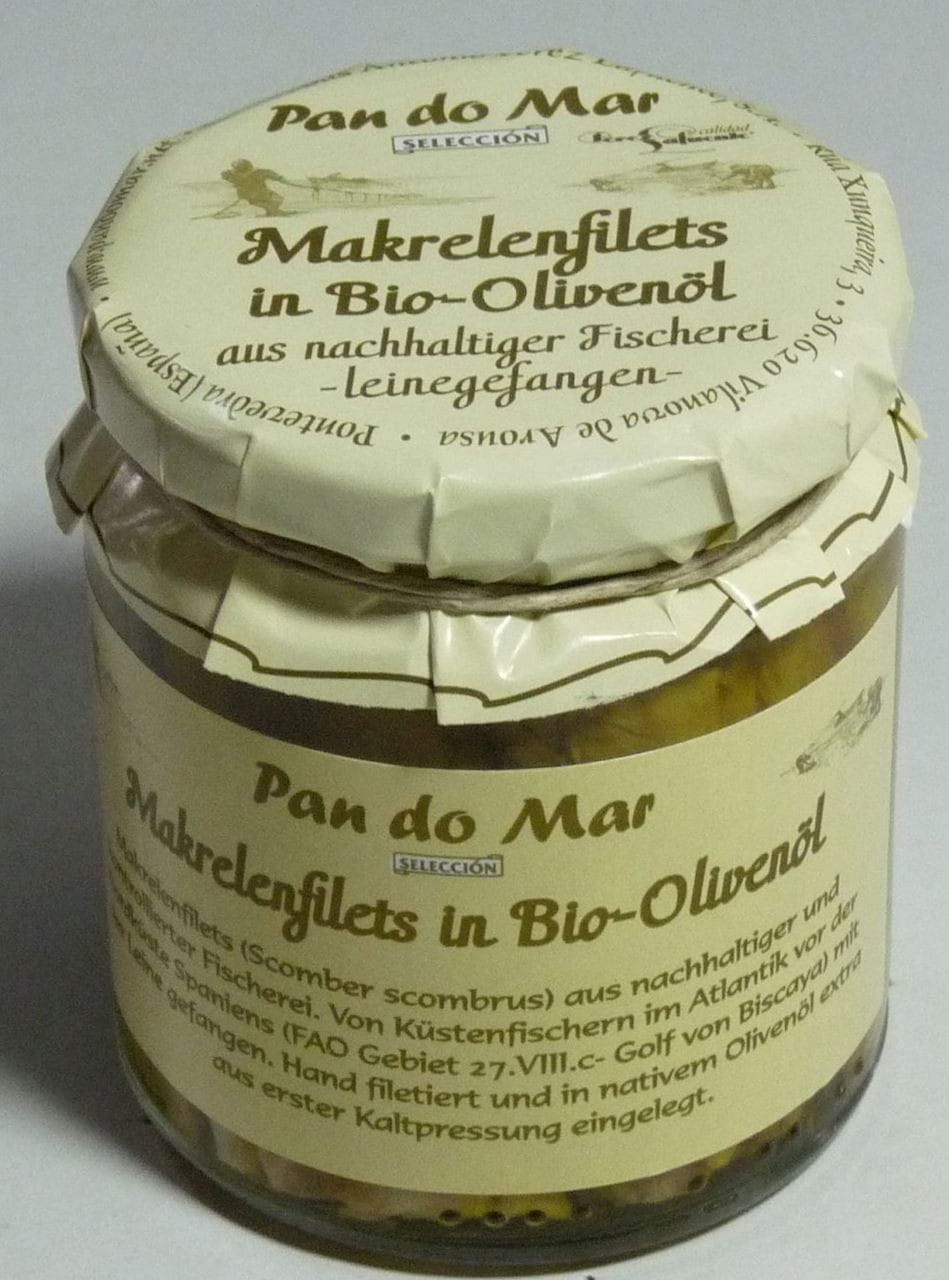 Pan do Mar
SELECCIÓN
calidad
Makrelenfilets
in Bio-Olivenöl
aus nachhaltiger Fischerei
-leinegefangen-
Xunqueira, 3 • 36.620 Vilanova de Arousa • Pontevedra (España) •
Pan do Mar
SELECCIÓN
Makrelenfilets in Bio-Olivenöl
Makrelenfilets (Scomber scombrus) aus nachhaltiger und
kontrollierter Fischerei. Von Küstenfischern im Atlantik vor der
Spaniens (FAO Gebiet 27.VIII.c- Golf von Biscaya) mit
Leine gefangen. Hand filetiert und in nativem Olivenöl extra
aus erster Kaltpressung eingelegt.